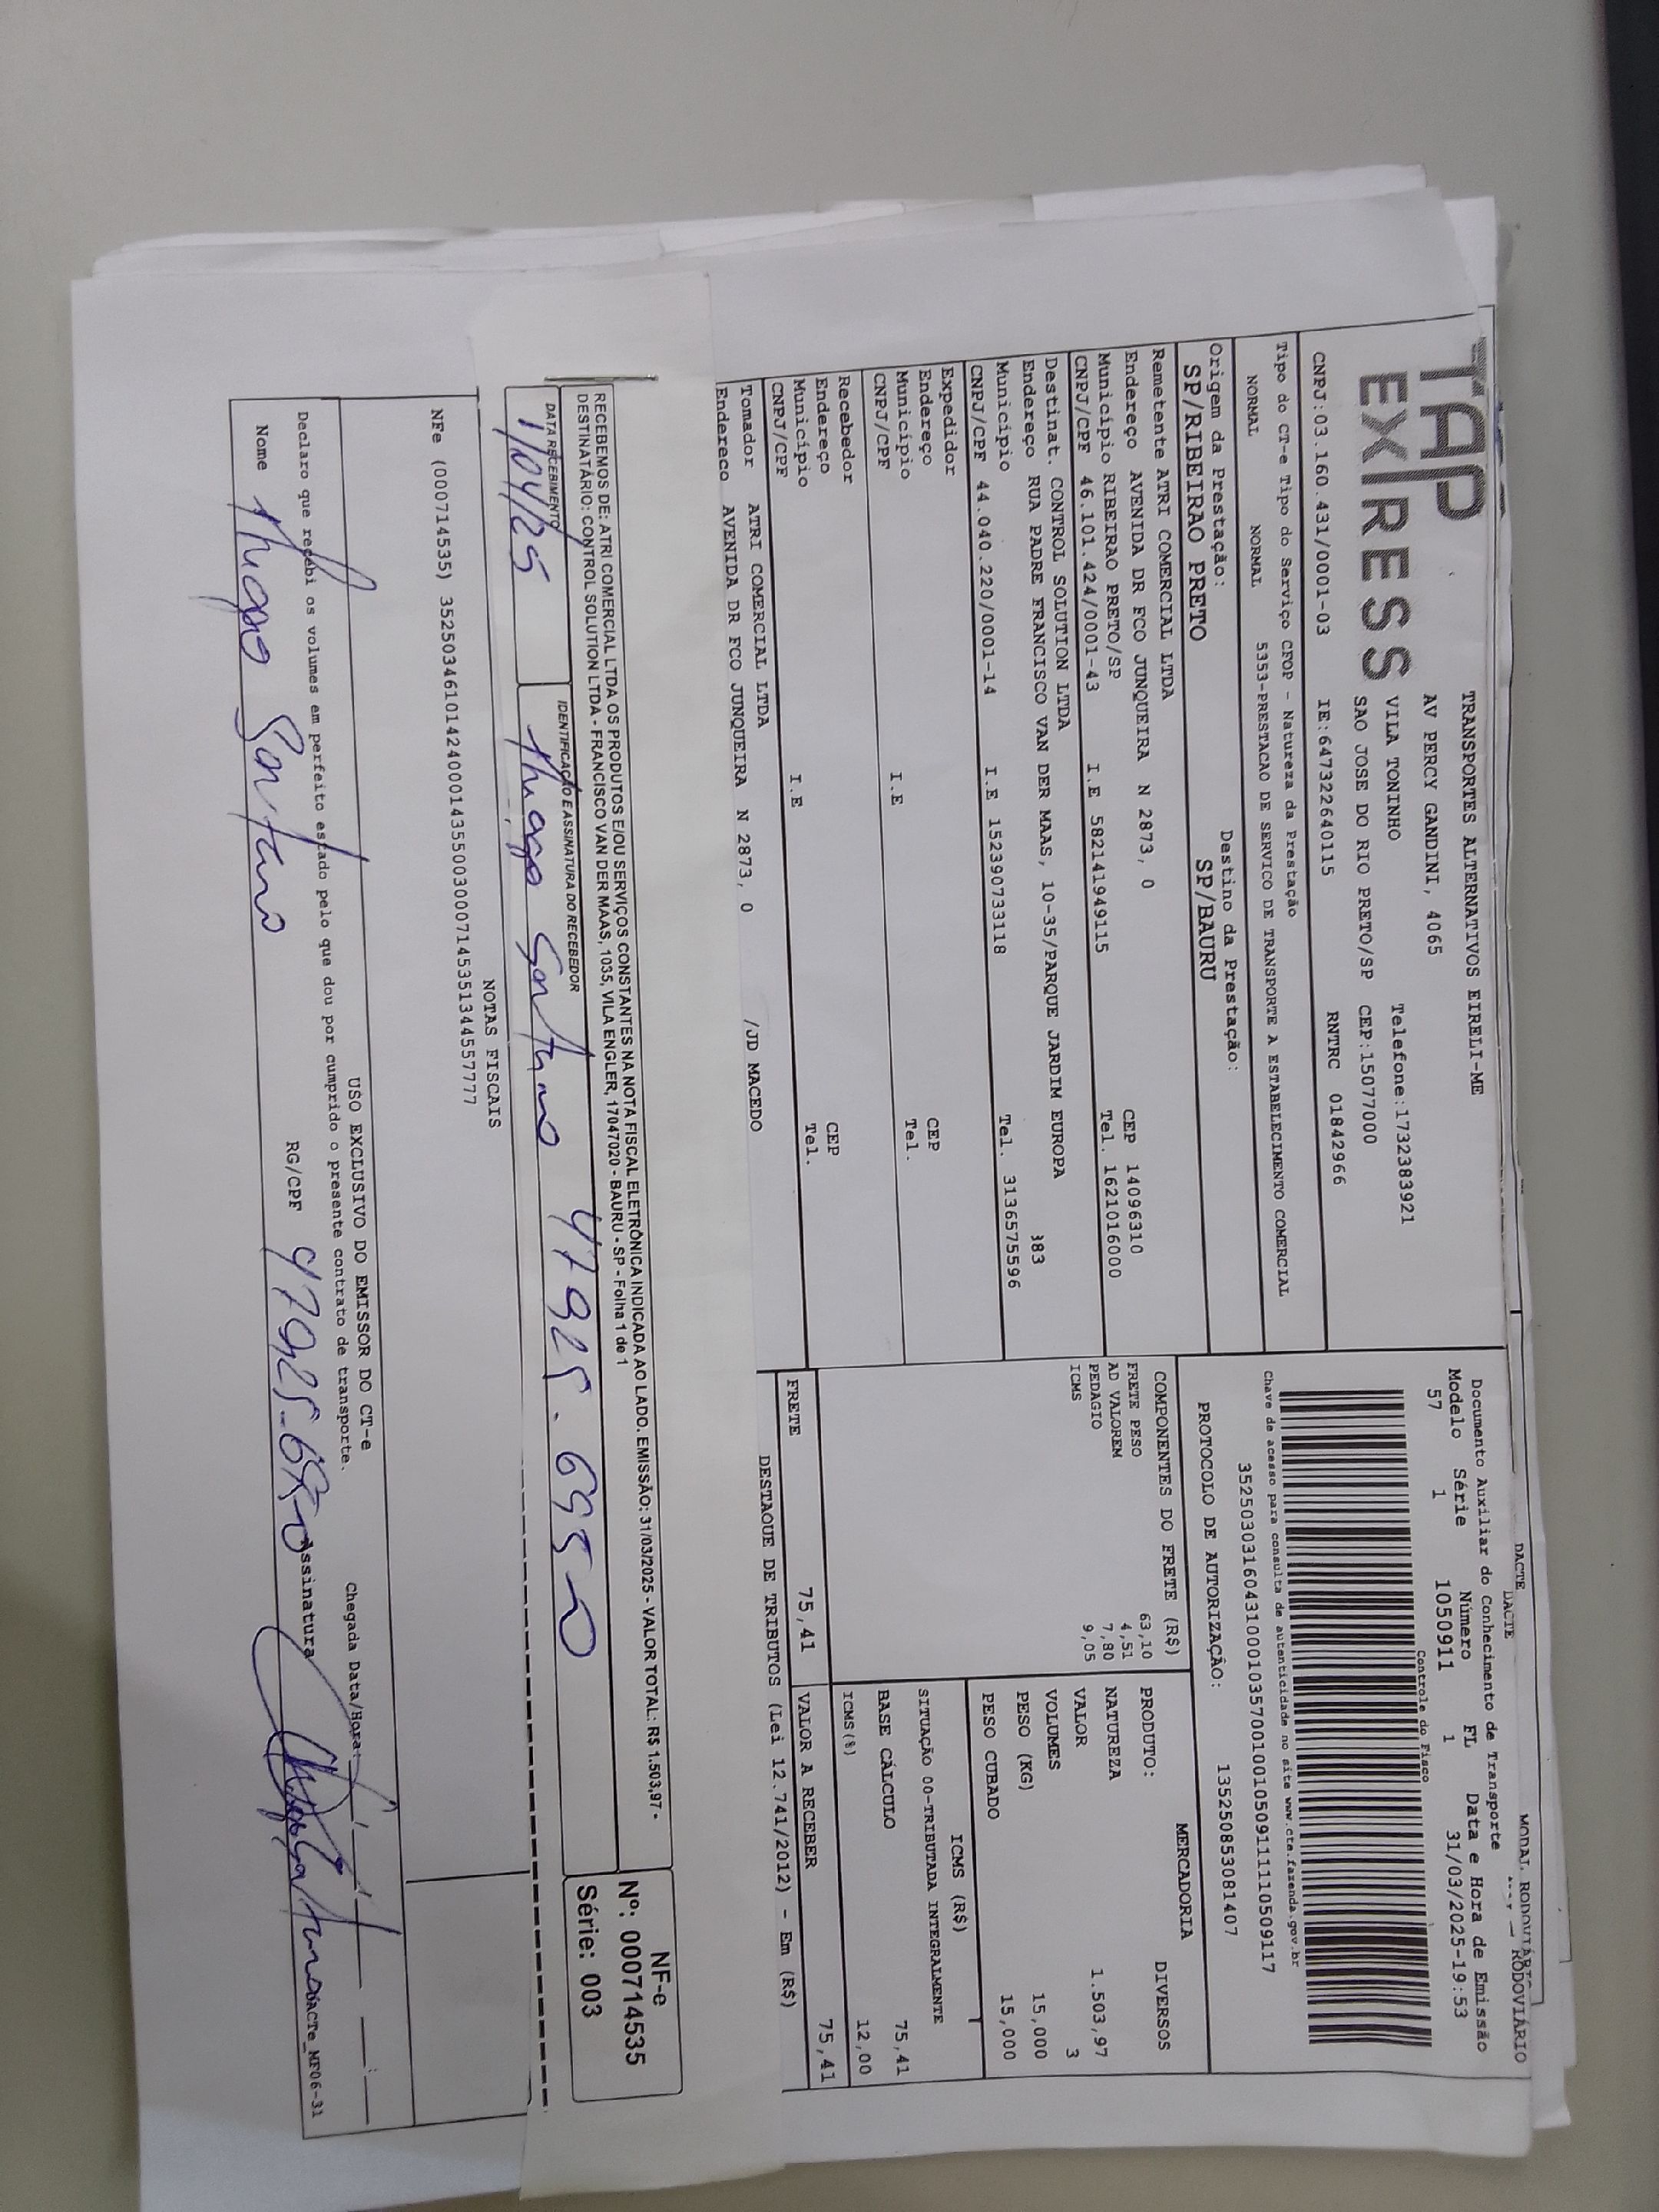 DACTE
MODAL RODOVIÁRIO
DACTE
RODOVIÁRIO
TAP
EXPRESS
TRANSPORTES ALTERNATIVOS EIRELI-ME
AV PERCY GANDINI, 4065
VILA TONINHO Telefone:1732383921
SAO JOSE DO RIO PRETO/SP CEP:15077000
CNPJ:03.160.431/0001-03 IE:647322640115 RNTRC 01842966
Documento Auxiliar do Conhecimento de Transporte
Modelo Série Número FL Data e Hora de Emissão
57 1 1050911 1 31/03/2025-19:53
Controle do Fisco
Chave de acesso para consulta de autenticidade no site www.cte.fazenda.gov.br
35250303160431000103570010010509111110509117
PROTOCOLO DE AUTORIZAÇÃO: 135250853081407
Tipo do CT-e Tipo do Serviço CFOP - Natureza da Prestação
NORMAL NORMAL 5353-PRESTACAO DE SERVICO DE TRANSPORTE A ESTABELECIMENTO COMERCIAL
Origem da Prestação: Destino da Prestação:
SP/RIBEIRAO PRETO SP/BAURU
Remetente ATRI COMERCIAL LTDA
Endereço AVENIDA DR FCO JUNQUEIRA N 2873, 0 CEP 14096310
Município RIBEIRAO PRETO/SP Tel. 1621016000
CNPJ/CPF 46.101.424/0001-43 I.E 582141949115
Destinat. CONTROL SOLUTION LTDA
Endereço RUA PADRE FRANCISCO VAN DER MAAS, 10-35/PARQUE JARDIM EUROPA 383
Município Tel. 3136575596
CNPJ/CPF 44.040.220/0001-14 I.E 152390733118
Expedidor
Endereço CEP
Município Tel.
CNPJ/CPF I.E
Recebedor
Endereço CEP
Município Tel.
CNPJ/CPF I.E
Tomador ATRI COMERCIAL LTDA
Endereco AVENIDA DR FCO JUNQUEIRA N 2873, 0 /JD MACEDO
COMPONENTES DO FRETE (R$)
FRETE PESO 63,10
AD VALOREM 4,51
PEDAGIO 7,80
ICMS 9,05
MERCADORIA
PRODUTO: DIVERSOS
NATUREZA
VALOR 1.503,97
VOLUMES 3
PESO (KG) 15,000
PESO CUBADO 15,000
ICMS (R$)
SITUAÇÃO 00-TRIBUTADA INTEGRALMENTE
BASE CÁLCULO 75,41
ICMS(%) 12,00
FRETE 75,41 VALOR A RECEBER 75,41
DESTAQUE DE TRIBUTOS (Lei 12.741/2012) - Em (R$)
RECEBEMOS DE: ATRI COMERCIAL LTDA OS PRODUTOS E/OU SERVIÇOS CONSTANTES NA NOTA FISCAL ELETRÔNICA INDICADA AO LADO. EMISSÃO: 31/03/2025 - VALOR TOTAL: R$ 1.503,97 -
DESTINATÁRIO: CONTROL SOLUTION LTDA - FRANCISCO VAN DER MAAS, 1035, VILA ENGLER, 17047020 - BAURU - SP - Folha 1 de 1
NF-e
Nº: 000714535
Série: 003
DATA RECEBIMENTO IDENTIFICAÇÃO E ASSINATURA DO RECEBEDOR
1/04/25 Thiago Santana
NOTAS FISCAIS
NFe (000714535) 35250346101424000143550030007145351344557777
USO EXCLUSIVO DO EMISSOR DO CT-e
Declaro que recebi os volumes em perfeito estado pelo que dou por cumprido o presente contrato de transporte.
Chegada Data/Hora:
Nome Thiago Santana RG/CPF Assinatura
DACTe_MF06-31